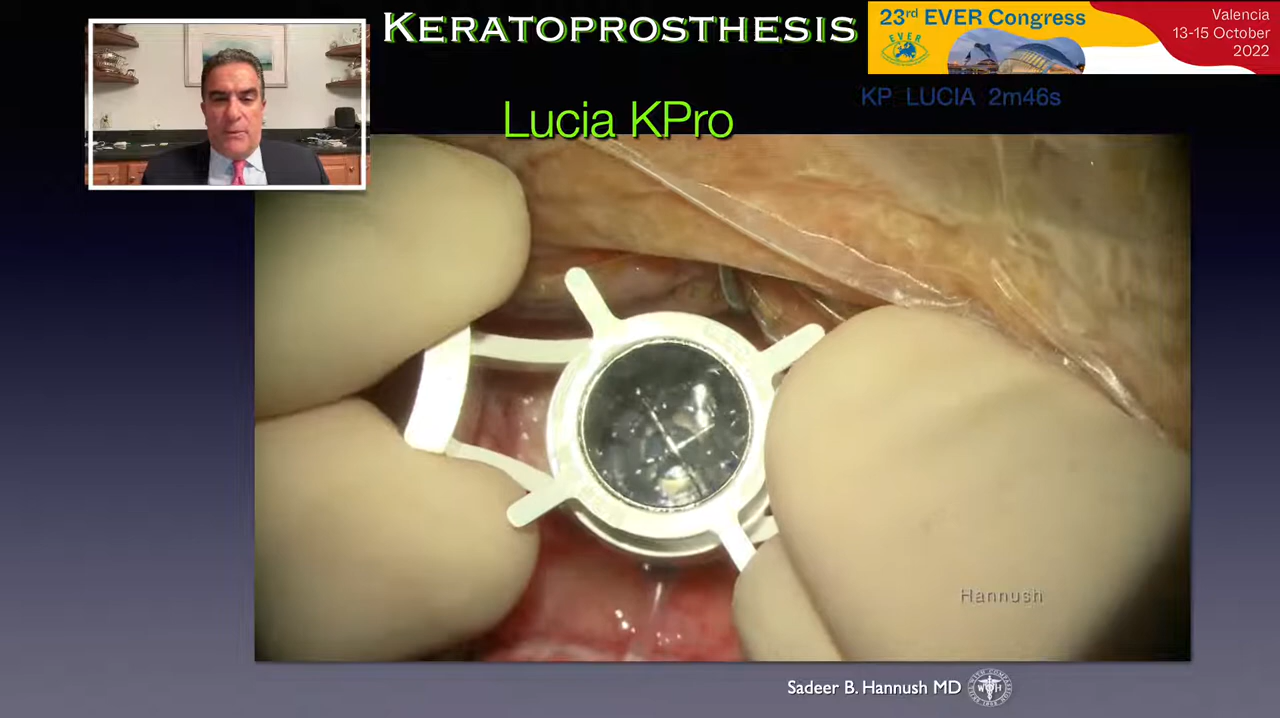 KERATOPROSTHESIS
23rd EVER Congress
EVER
Valencia
13-15 October
2022
KP LUCIA 2m46s
Lucia KPro
Hannush
Sadeer B. Hannush MD